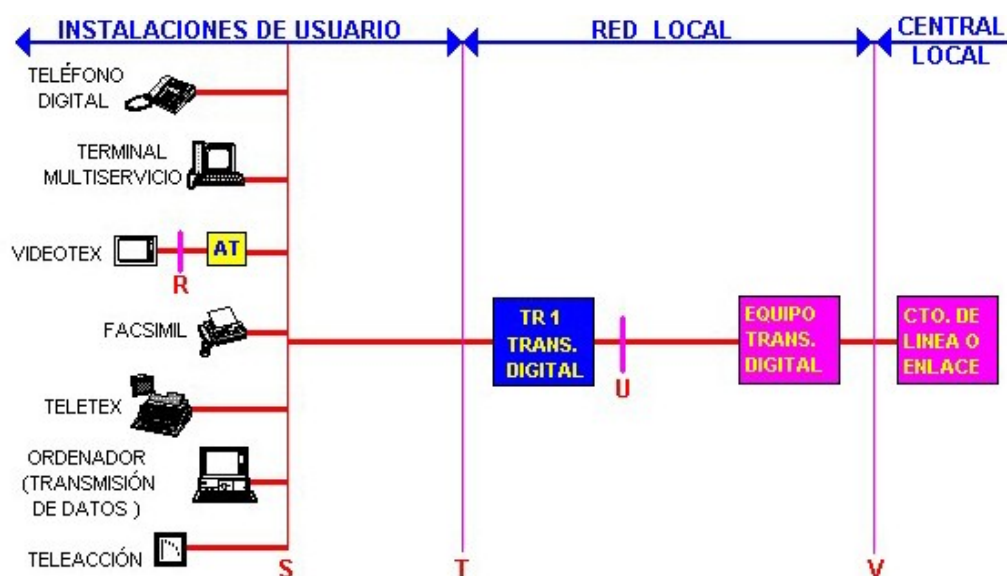 INSTALACIONES DE USUARIO
RED LOCAL
CENTRAL
LOCAL
TELÉFONO
DIGITAL
TERMINAL
MULTISERVICIO
VIDEOTEX
AT
R
FACSIMIL
TR 1
TRANS.
DIGITAL
U
EQUIPO
TRANS.
DIGITAL
CTO. DE
LINEA O
ENLACE
TELETEX
ORDENADOR
(TRANSMISIÓN
DE DATOS )
TELEACCIÓN
S
T
V